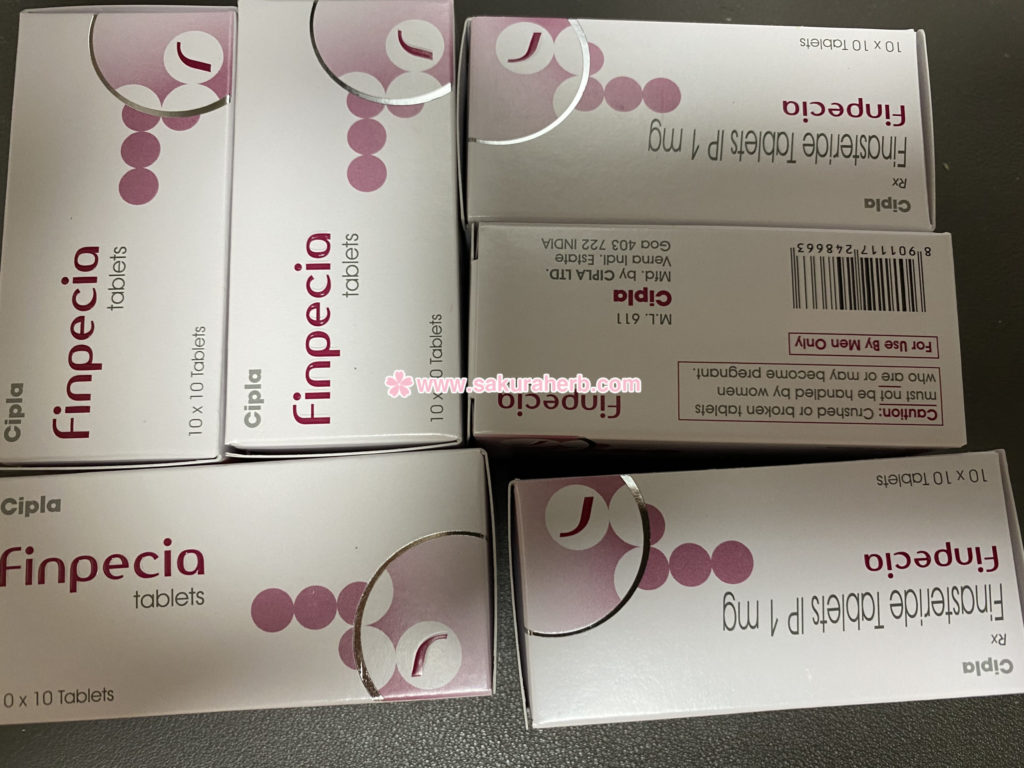 Cipla
Finpecia
tablets
10 x 10 Tablets
Cipla
Finpecia
tablets
10 x 10 Tablets
Cipla
Rx
Finasteride Tablets IP 1 mg
Finpecia
10 x 10 Tablets
Finpecia
Caution: Crushed or broken tablets
must not be handled by women
who are or may become pregnant.
For Use By Men Only
8 901117 248663
M.L. 611
Cipla
Mfd. by CIPLA LTD.
Verna Indl. Estate
Goa 403 722 INDIA
www.sakuraherb.com
Cipla
Finpecia
tablets
0 x 10 Tablets
Cipla
Rx
Finasteride Tablets IP 1 mg
Finpecia
10 x 10 Tablets